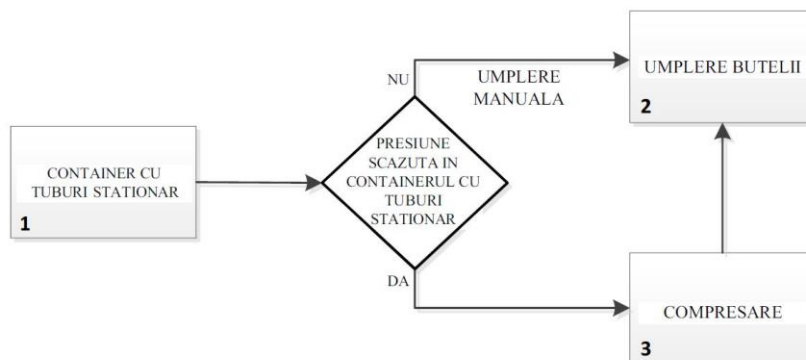 CONTAINER CU
TUBURI STATIONAR
1
PRESIUNE
SCAZUTA IN
CONTAINERUL CU
TUBURI
STATIONAR
NU
UMPLERE
MANUALA
UMPLERE BUTELII
2
DA
COMPRESARE
3